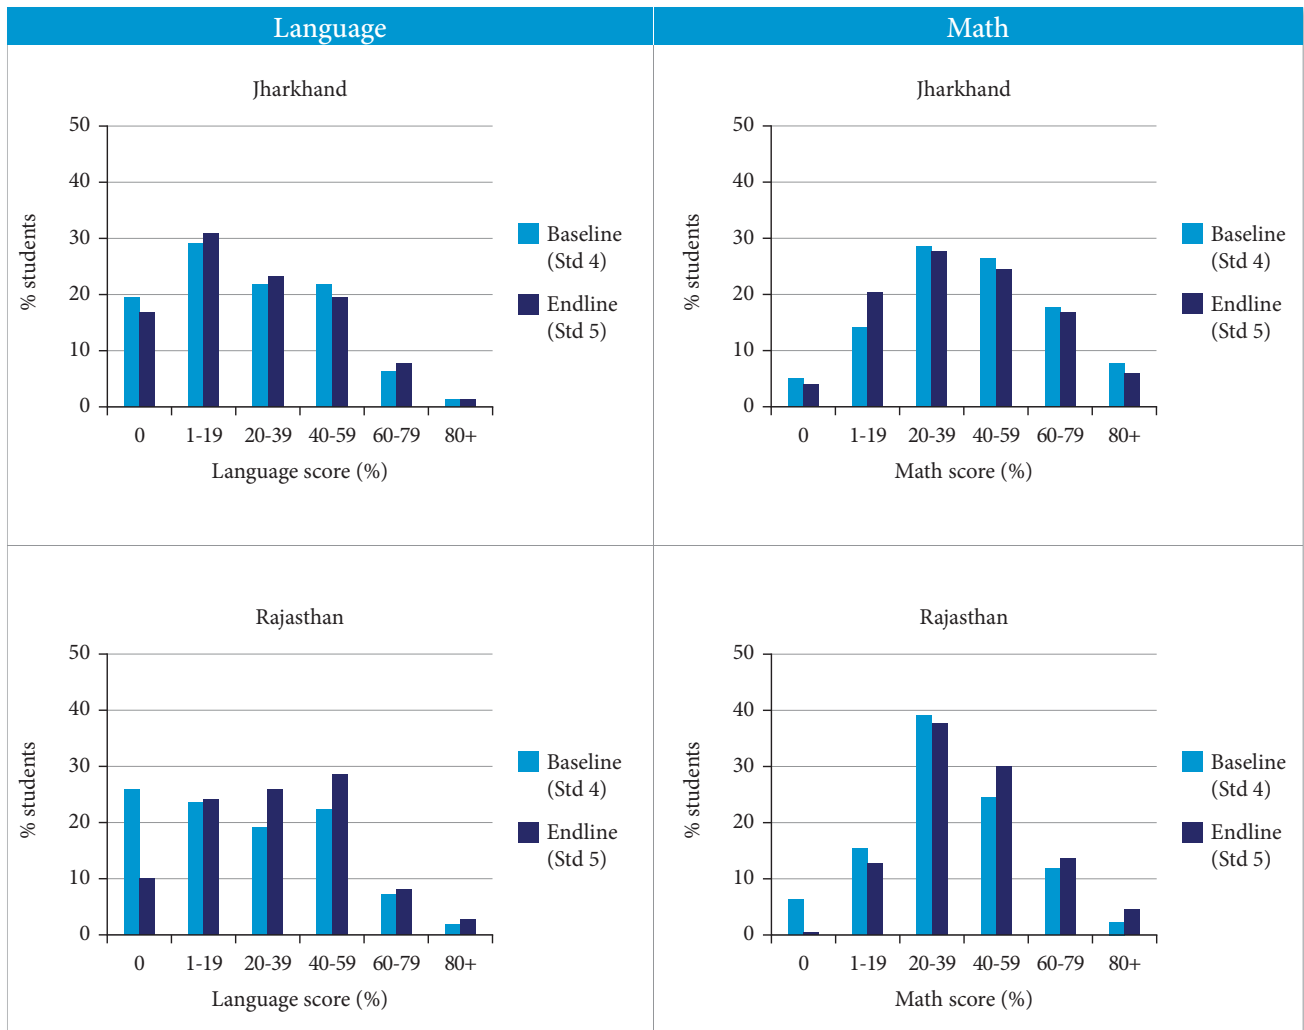 Language
Math
Jharkhand
50
40
30
20
10
0
% students
0 1-19 20-39 40-59 60-79 80+
Language score (%)
Baseline
(Std 4)
Endline
(Std 5)
Jharkhand
50
40
30
20
10
0
% students
0 1-19 20-39 40-59 60-79 80+
Math score (%)
Baseline
(Std 4)
Endline
(Std 5)
Rajasthan
50
40
30
20
10
0
% students
0 1-19 20-39 40-59 60-79 80+
Language score (%)
Baseline
(Std 4)
Endline
(Std 5)
Rajasthan
50
40
30
20
10
0
% students
0 1-19 20-39 40-59 60-79 80+
Math score (%)
Baseline
(Std 4)
Endline
(Std 5)